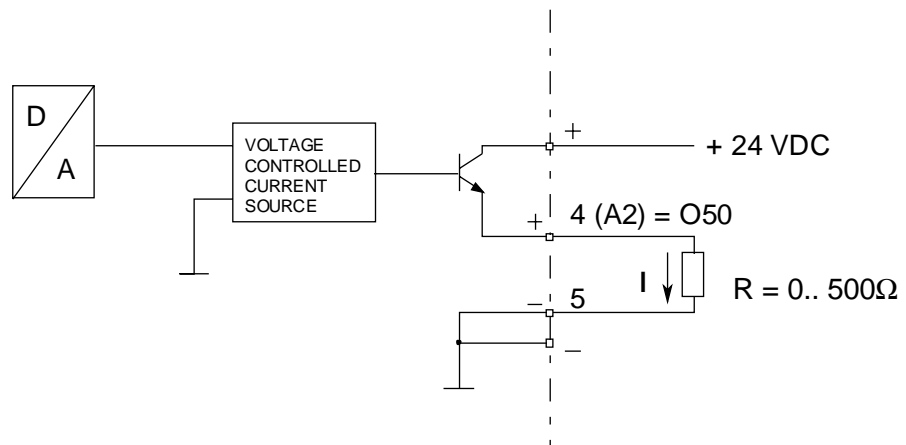 D
A
VOLTAGE
CONTROLLED
CURRENT
SOURCE
+
+ 24 VDC
+
4 (A2) = O50
I
R = 0.. 500Ω
–
5
–